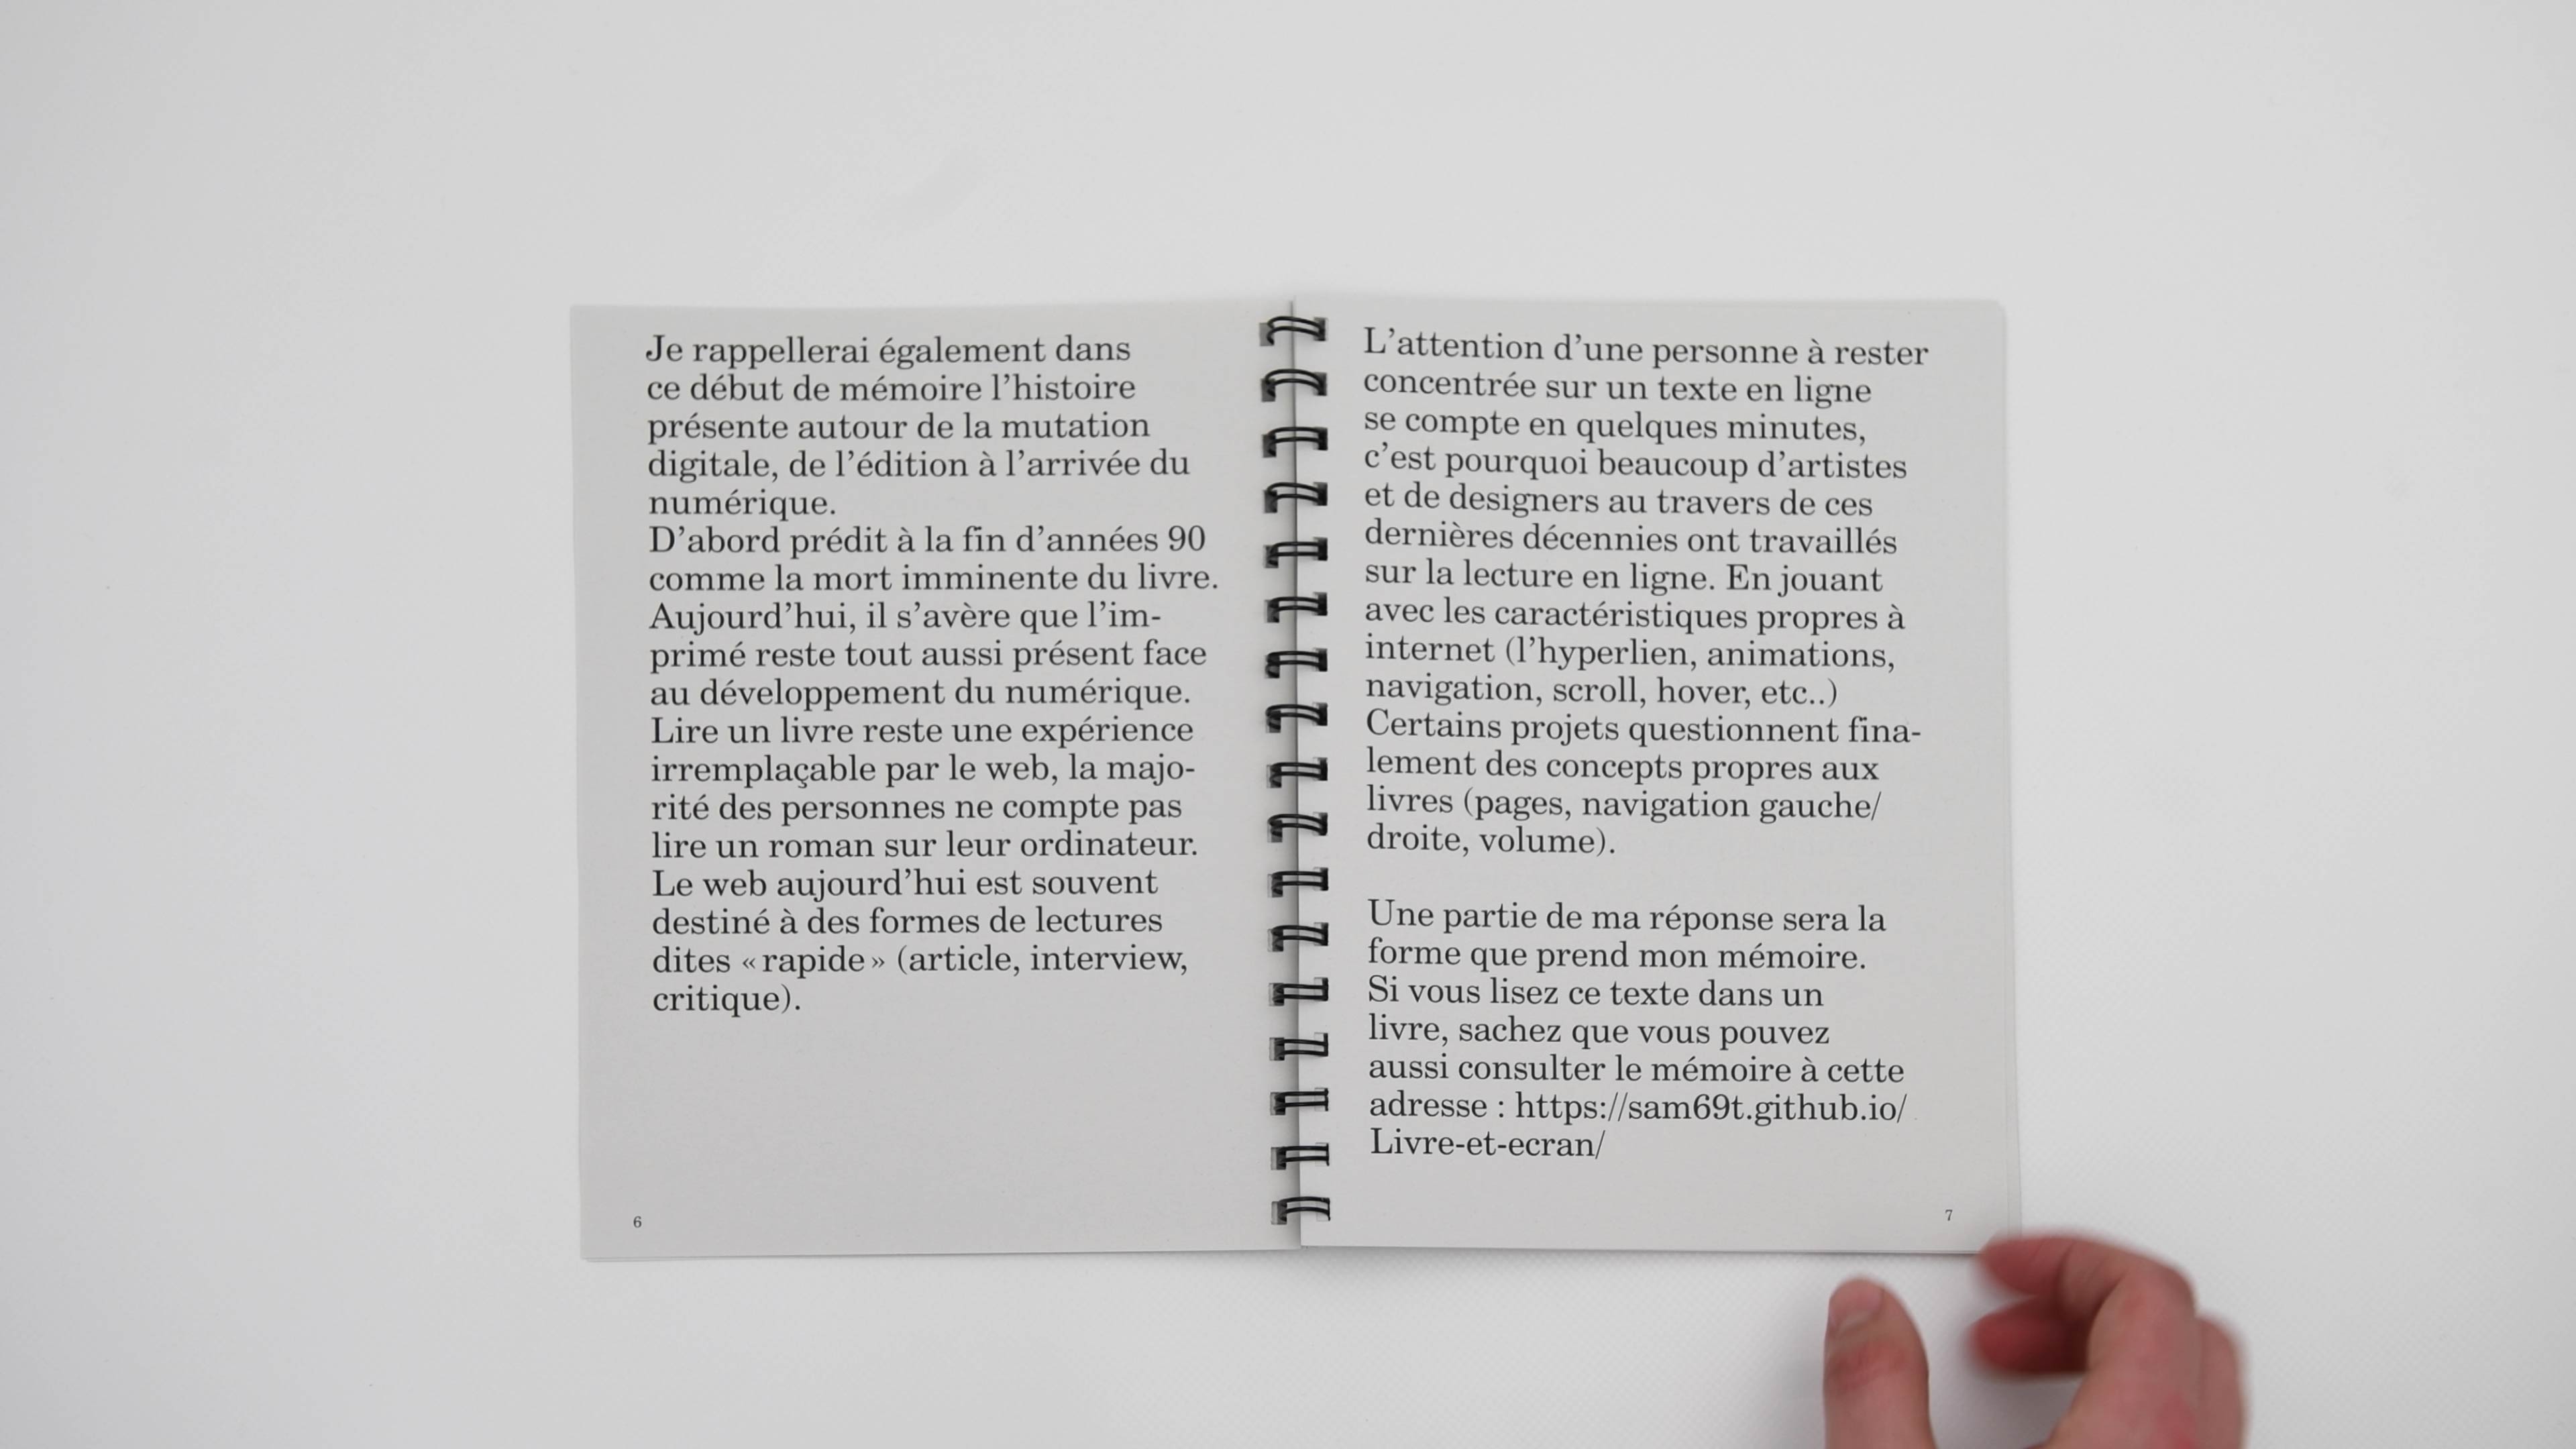 Je rappellerai également dans
ce début de mémoire l’histoire
présente autour de la mutation
digitale, de l’édition à l’arrivée du
numérique.
D’abord prédit à la fin d’années 90
comme la mort imminente du livre.
Aujourd’hui, il s’avère que l’im-
primé reste tout aussi présent face
au développement du numérique.
Lire un livre reste une expérience
irremplaçable par le web, la majo-
rité des personnes ne compte pas
lire un roman sur leur ordinateur.
Le web aujourd’hui est souvent
destiné à des formes de lectures
dites « rapide » (article, interview,
critique).
6
L’attention d’une personne à rester
concentrée sur un texte en ligne
se compte en quelques minutes,
c’est pourquoi beaucoup d’artistes
et de designers au travers de ces
dernières décennies ont travaillés
sur la lecture en ligne. En jouant
avec les caractéristiques propres à
internet (l’hyperlien, animations,
navigation, scroll, hover, etc..)
Certains projets questionnent fina-
lement des concepts propres aux
livres (pages, navigation gauche/
droite, volume).
Une partie de ma réponse sera la
forme que prend mon mémoire.
Si vous lisez ce texte dans un
livre, sachez que vous pouvez
aussi consulter le mémoire à cette
adresse : https://sam69t.github.io/
Livre-et-ecran/
7